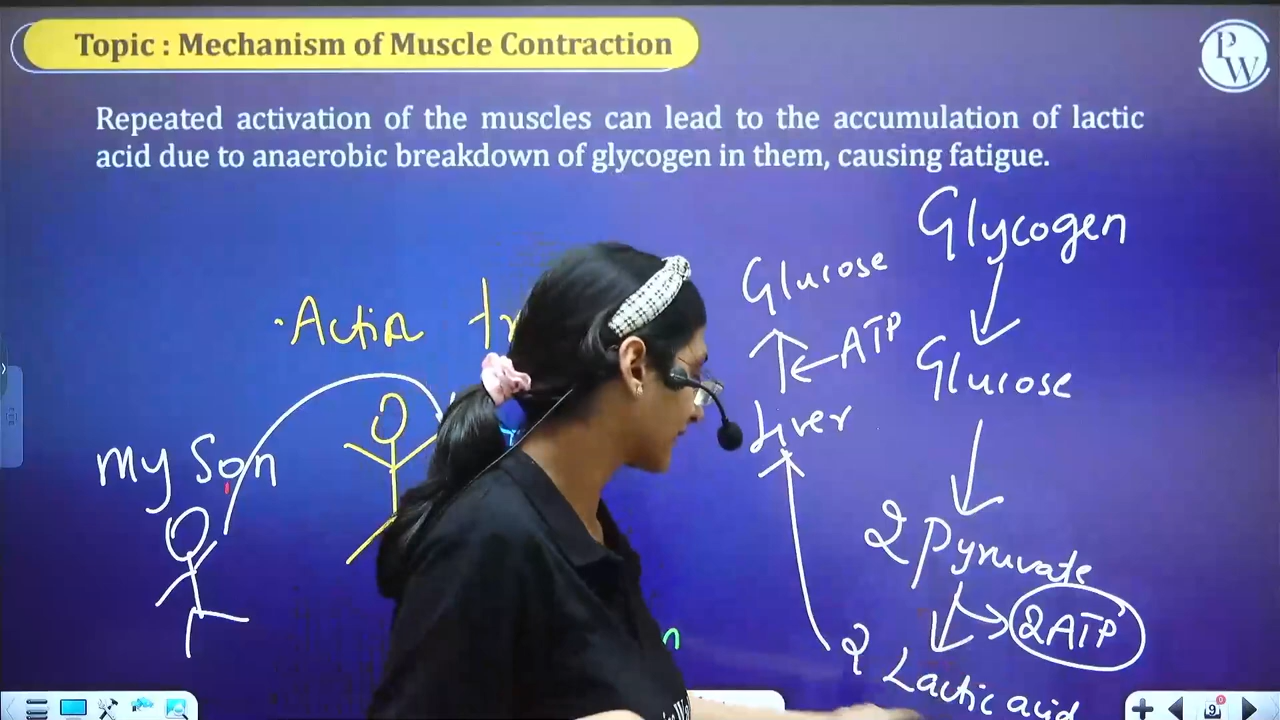 Topic : Mechanism of Muscle Contraction
PW
Repeated activation of the muscles can lead to the accumulation of lactic
acid due to anaerobic breakdown of glycogen in them, causing fatigue.
Glycogen
Glucose
ATP
Glucose
Liver
2 Pyruvate
2ATP
2 Lactic acid
My Son
9